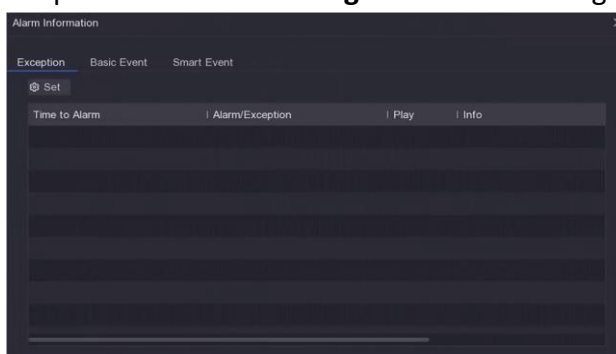 Alarm Information
Exception Basic Event Smart Event
Set
Time to Alarm Alarm/Exception Play Info